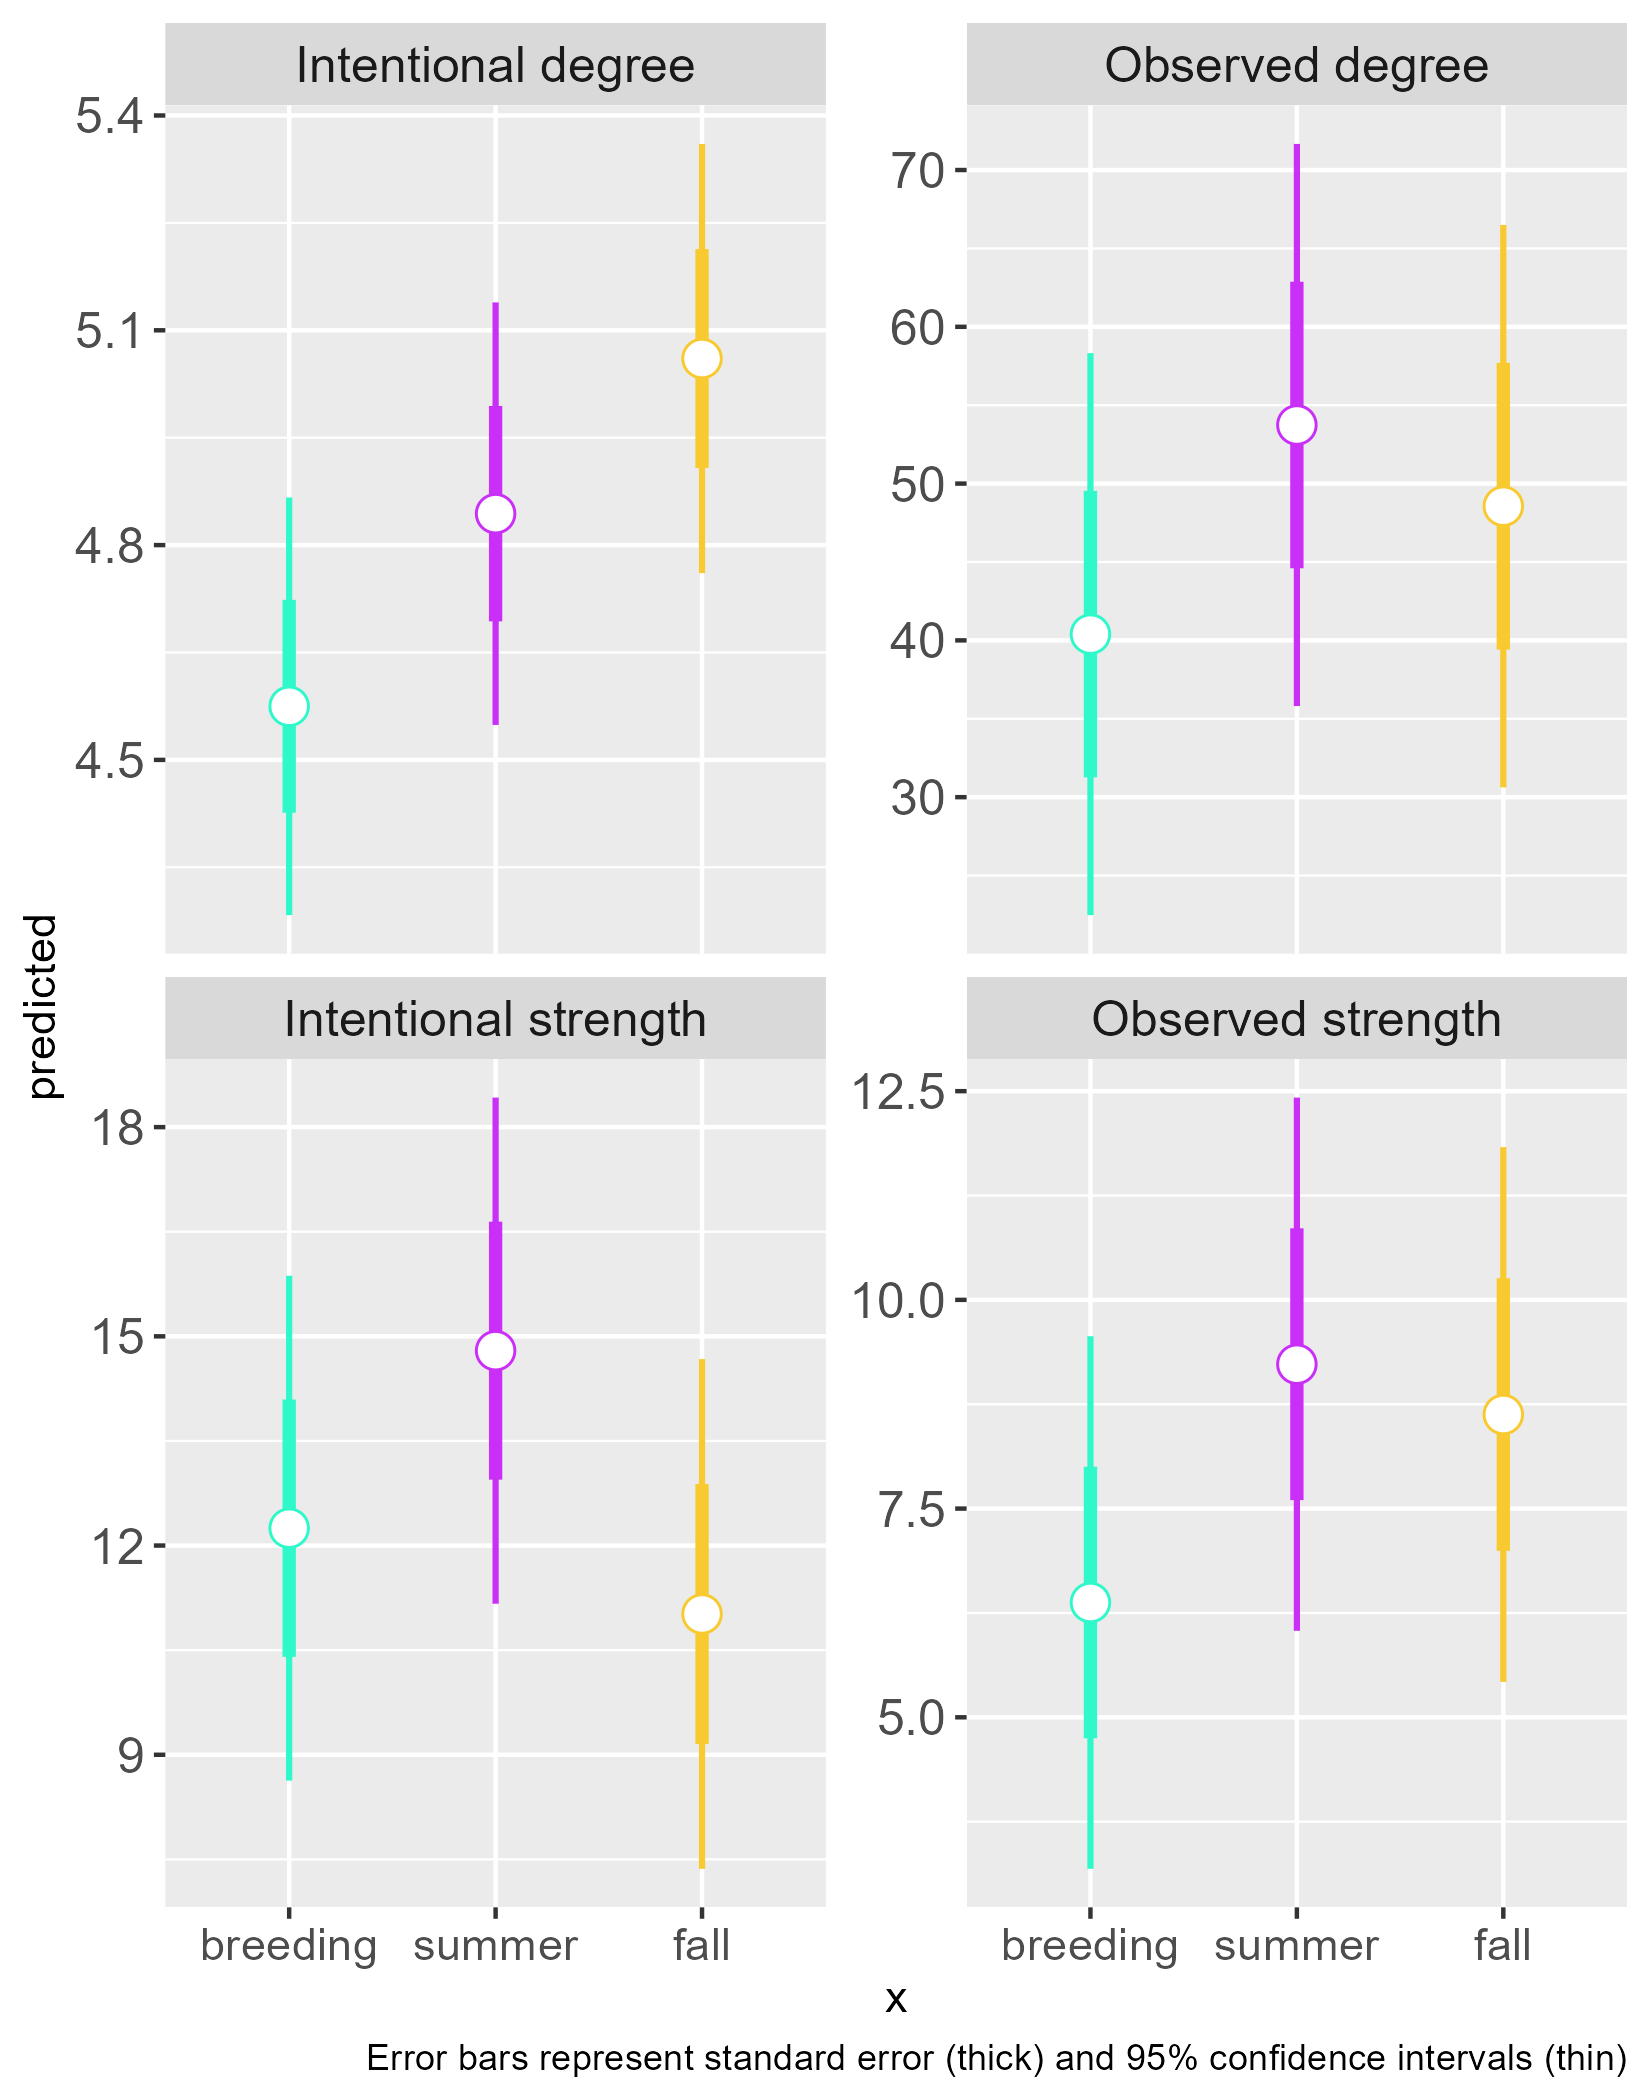 Intentional degree
Observed degree
5.4
5.1
4.8
4.5
70
60
50
40
30
predicted
Intentional strength
Observed strength
18
15
12
9
12.5
10.0
7.5
5.0
breeding summer fall
breeding summer fall
x
Error bars represent standard error (thick) and 95% confidence intervals (thin)